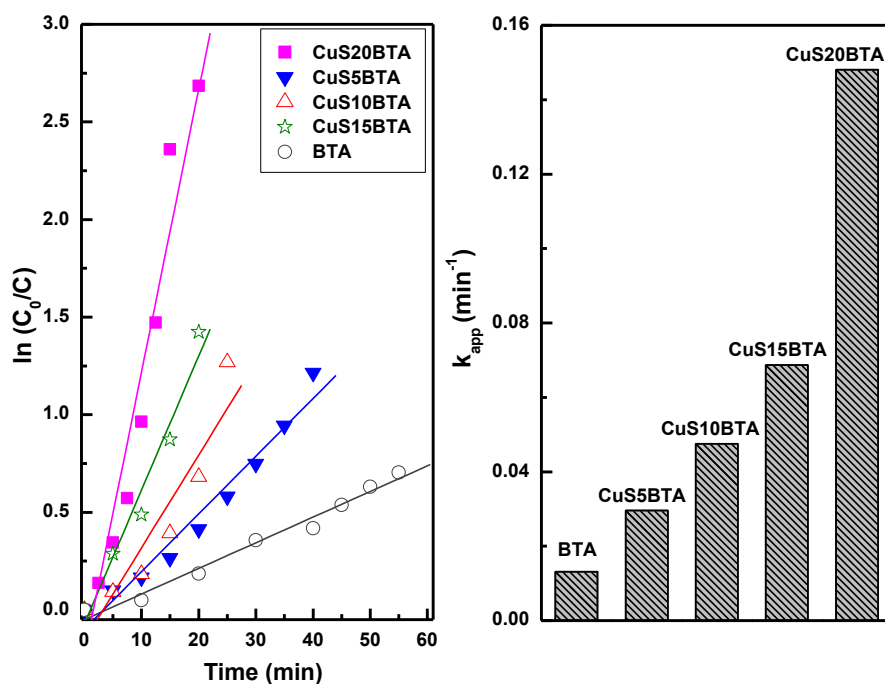 3.0
2.5
2.0
1.5
1.0
0.5
0.0
ln (C₀/C)
CuS20BTA
CuS5BTA
CuS10BTA
CuS15BTA
BTA
0 10 20 30 40 50 60
Time (min)
0.16
0.12
0.08
0.04
0.00
k_app (min⁻¹)
CuS20BTA
CuS15BTA
CuS10BTA
CuS5BTA
BTA